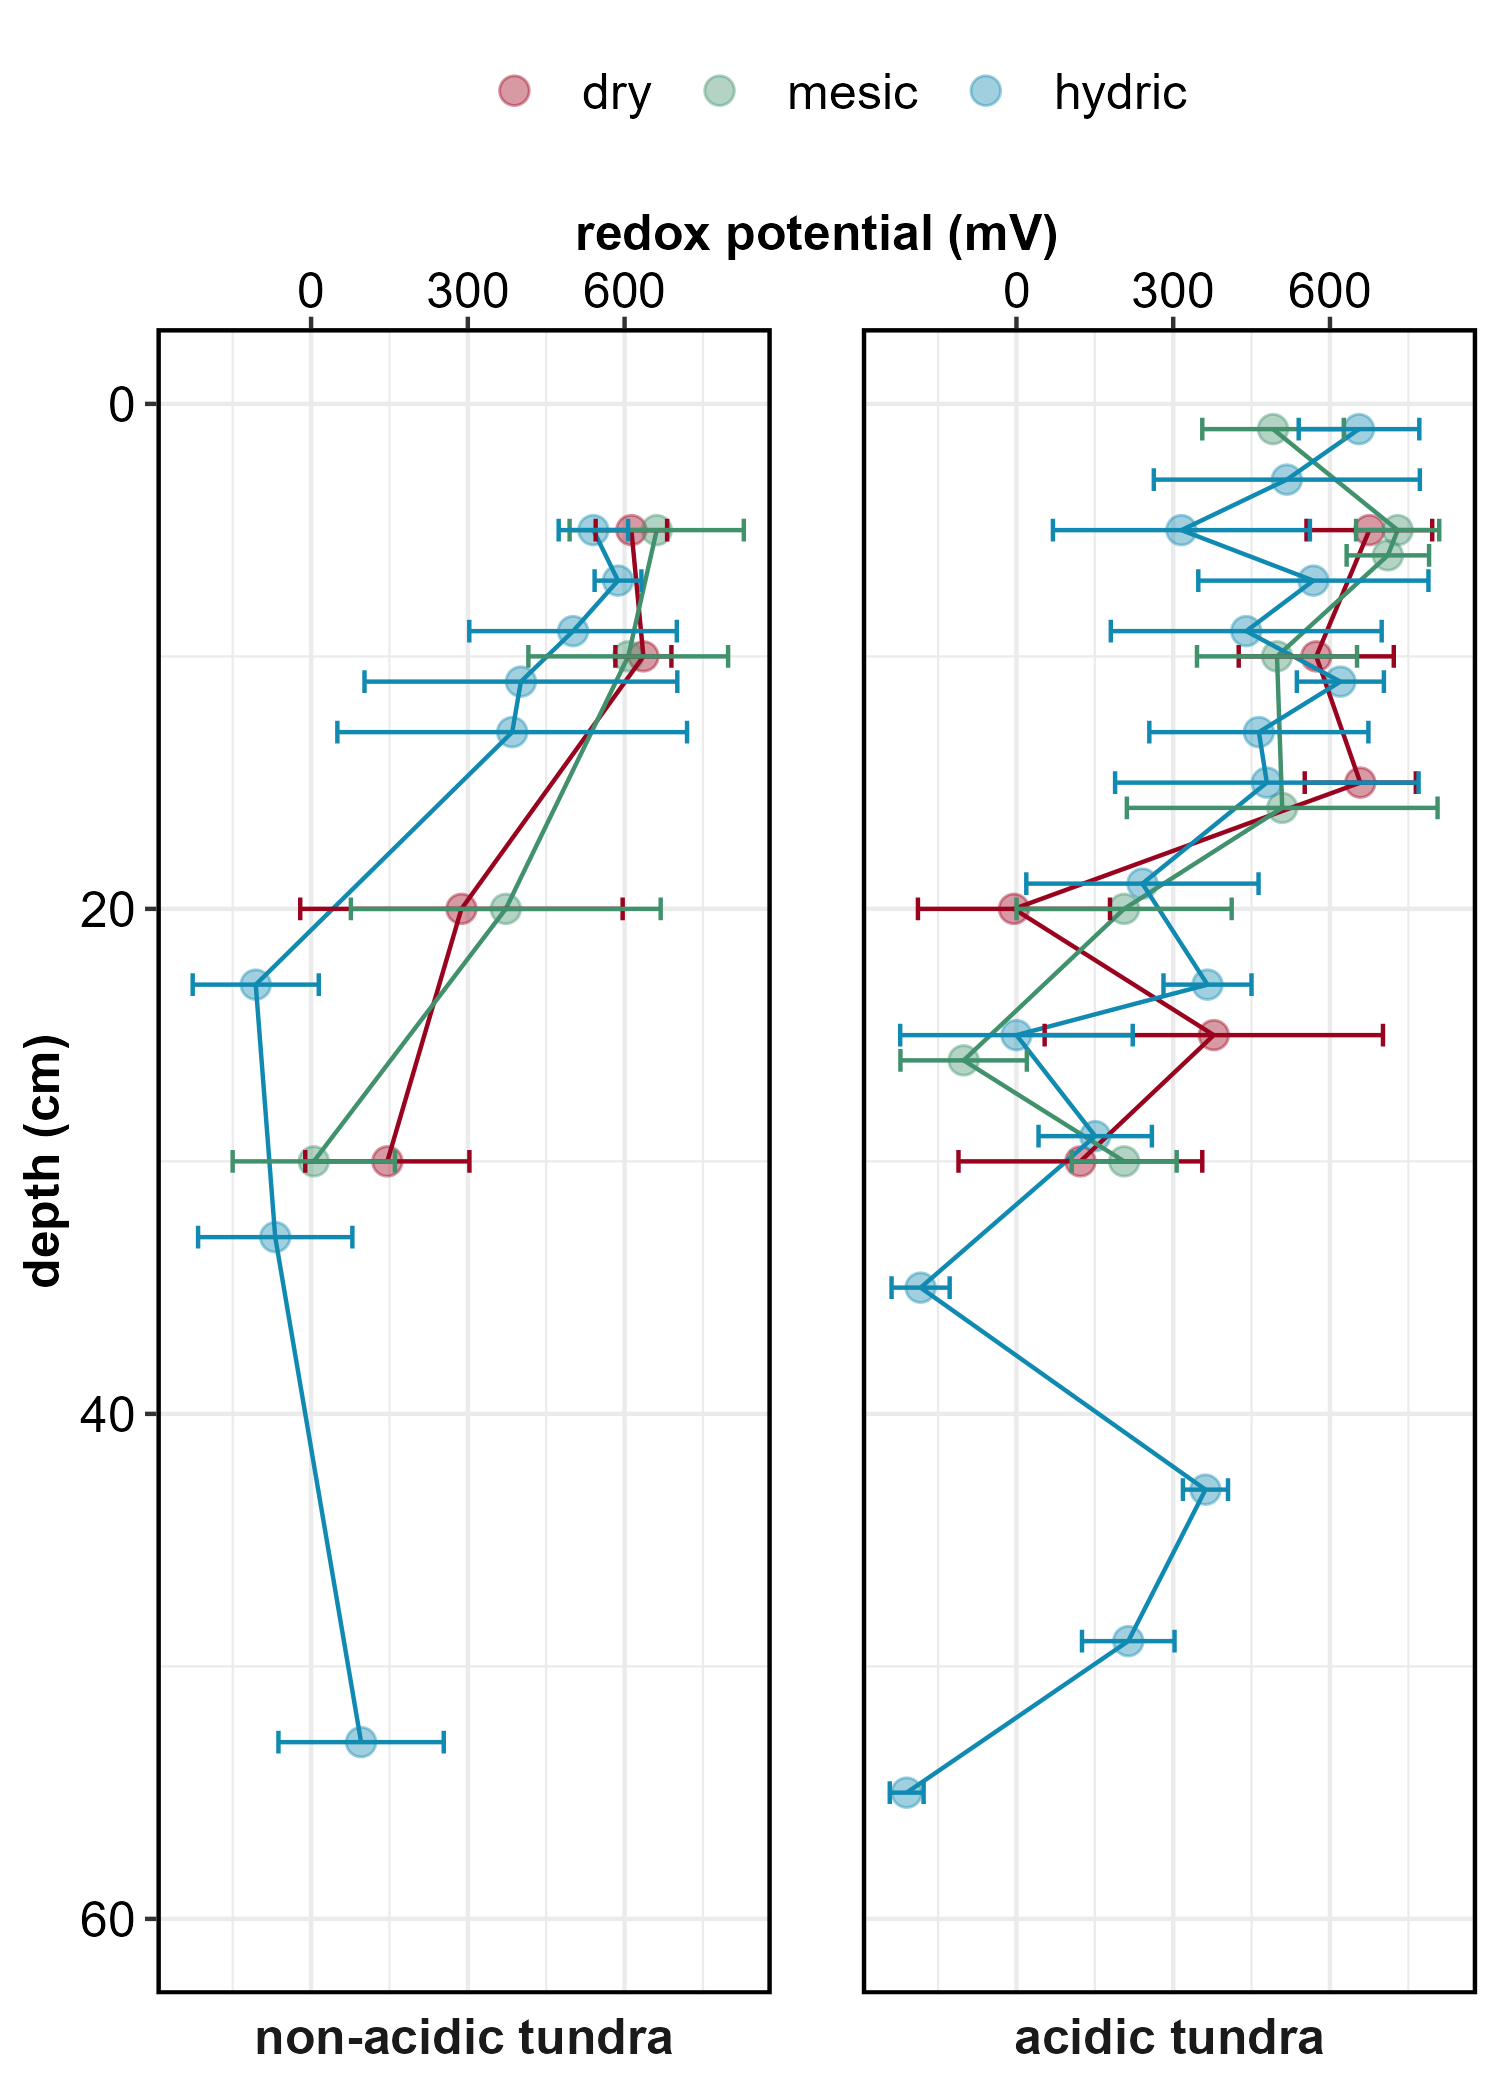 dry mesic hydric
redox potential (mV)
0 300 600 0 300 600
0
20
40
60
depth (cm)
non-acidic tundra acidic tundra